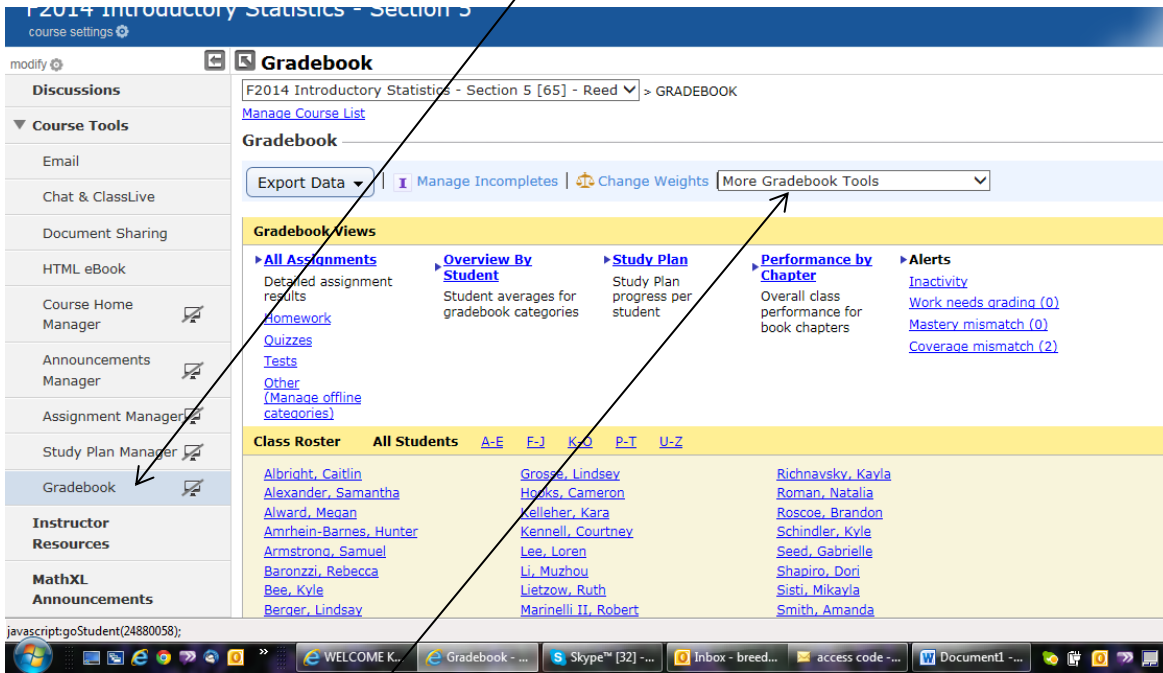 F2014 Introductory Statistics - Section 5
course settings
modify
Discussions
Course Tools
Email
Chat & ClassLive
Document Sharing
HTML eBook
Course Home
Manager
Announcements
Manager
Assignment Manager
Study Plan Manager
Gradebook
Instructor
Resources
MathXL
Announcements
Gradebook
F2014 Introductory Statistics - Section 5 [65] - Reed > GRADEBOOK
Manage Course List
Gradebook
Export Data | Manage Incompletes | Change Weights | More Gradebook Tools
Gradebook Views
All Assignments
Detailed assignment
results
Homework
Quizzes
Tests
Other
(Manage offline
categories)
Overview By
Student
Student averages for
gradebook categories
Study Plan
Study Plan
progress per
student
Performance by
Chapter
Overall class
performance for
book chapters
Alerts
Inactivity
Work needs grading (0)
Mastery mismatch (0)
Coverage mismatch (2)
Class Roster All Students A-E F-J K-O P-T U-Z
Albright, Caitlin
Alexander, Samantha
Alward, Megan
Amrhein-Barnes, Hunter
Armstrong, Samuel
Baronzzi, Rebecca
Bee, Kyle
Berger, Lindsay
Grosse, Lindsey
Hooks, Cameron
Kelleher, Kara
Kennell, Courtney
Lee, Loren
Li, Muzhou
Lietzow, Ruth
Marinelli II, Robert
Richnavsky, Kayla
Roman, Natalia
Roscoe, Brandon
Schindler, Kyle
Seed, Gabrielle
Shapiro, Dori
Sisti, Mikayla
Smith, Amanda
javascript:goStudent(24880058);
WELCOME K... Gradebook - ... Skype™ [32] -... Inbox - breed... access code -... Document1 -...